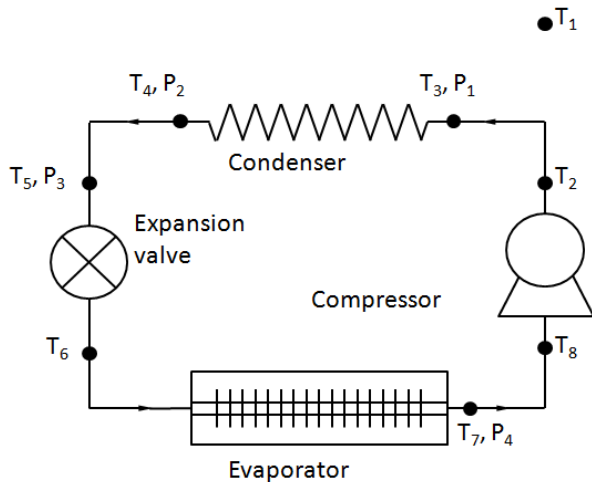 T₁
T₄, P₂
T₃, P₁
Condenser
T₅, P₃
T₂
Expansion
valve
Compressor
T₆
T₈
T₇, P₄
Evaporator